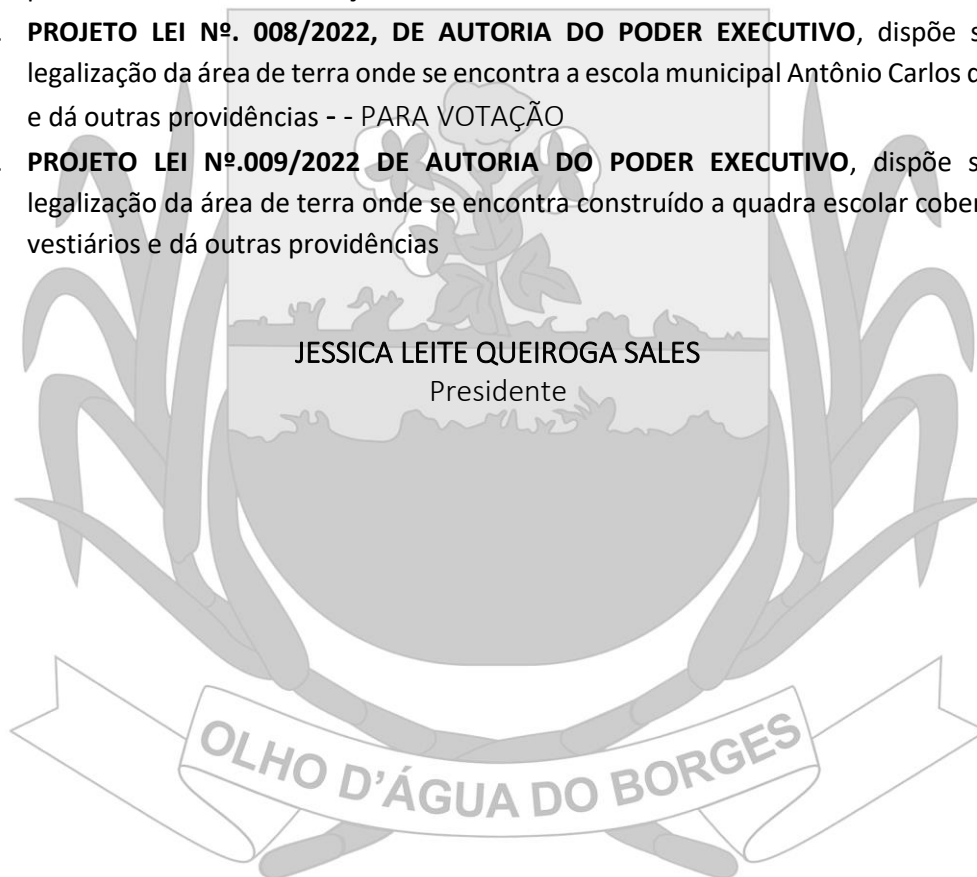 . PROJETO LEI Nº. 008/2022, DE AUTORIA DO PODER EXECUTIVO, dispõe
legalização da área de terra onde se encontra a escola municipal Antônio Carlos
e dá outras providências - - PARA VOTAÇÃO
. PROJETO LEI Nº.009/2022 DE AUTORIA DO PODER EXECUTIVO, dispõe
legalização da área de terra onde se encontra construído a quadra escolar
vestiários e dá outras providências
JESSICA LEITE QUEIROGA SALES
Presidente
OLHO D'ÁGUA DO BORGES